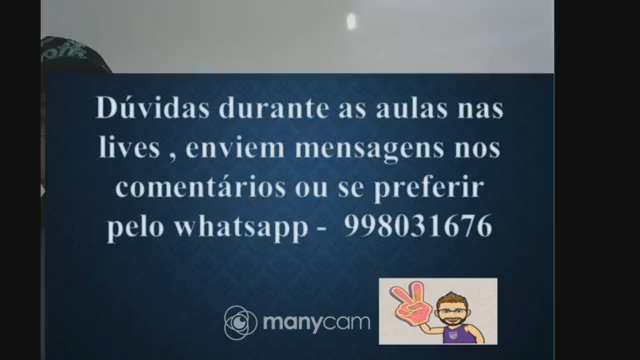 Dúvidas durante as aulas nas
lives , enviem mensagens nos
comentários ou se preferir
pelo whatsapp - 998031676
manycam